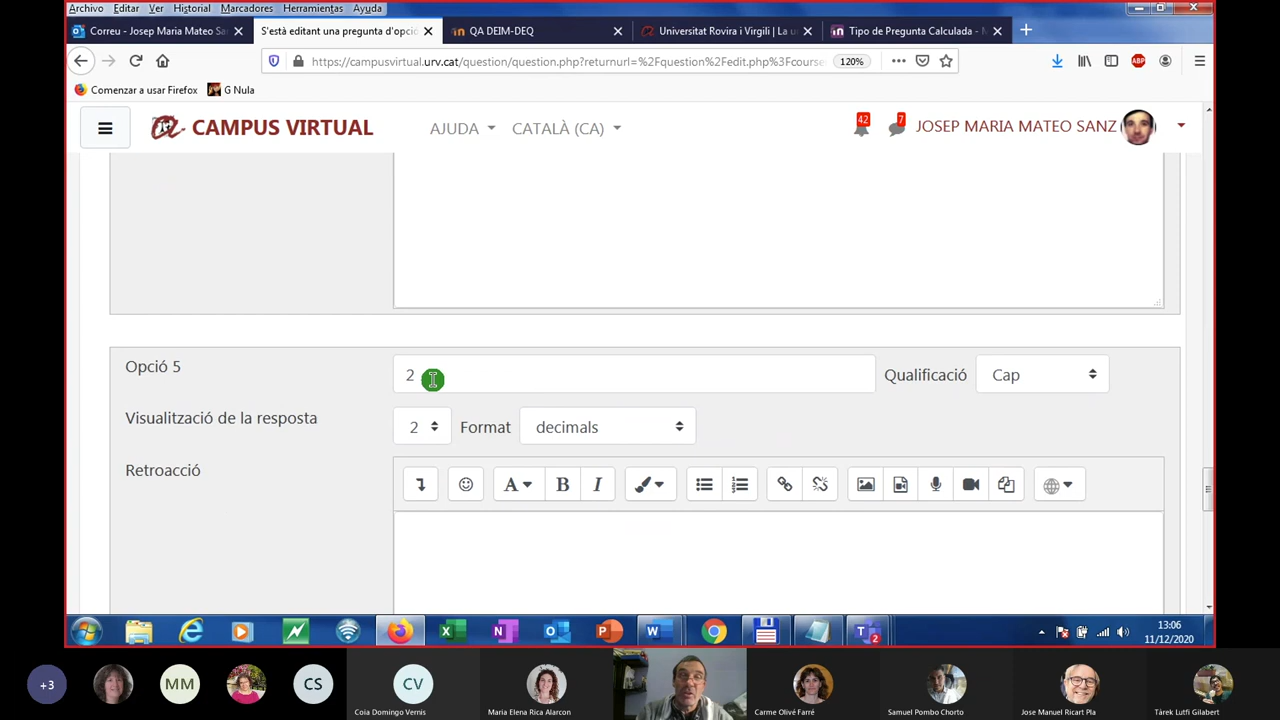 Archivo Editar Ver Historial Marcadores Herramientas Ayuda
Correu - Josep Maria Mateo Sa
S'està editant una pregunta d'opció
QA DEIM-DEQ
Universitat Rovira i Virgili | La u
Tipo de Pregunta Calculada - M
https://campusvirtual.urv.cat/question/question.php?returnurl=%2Fquestion%2Fedit.php%3Fcourse
120%
ABP
Comenzar a usar Firefox
G Nula
CAMPUS VIRTUAL
AJUDA
CATALÀ (CA)
42
7
JOSEP MARIA MATEO SANZ
Opció 5
2
Qualificació
Cap
Visualització de la resposta
2
Format
decimals
Retroacció
A B I
13:06
11/12/2020
+3
MM
CS
CV
Coia Domingo Vernis
Maria Elena Rica Alarcon
Carme Olivé Farré
Samuel Pombo Chorto
Jose Manuel Ricart Pla
Tárek Lutfi Gilabert